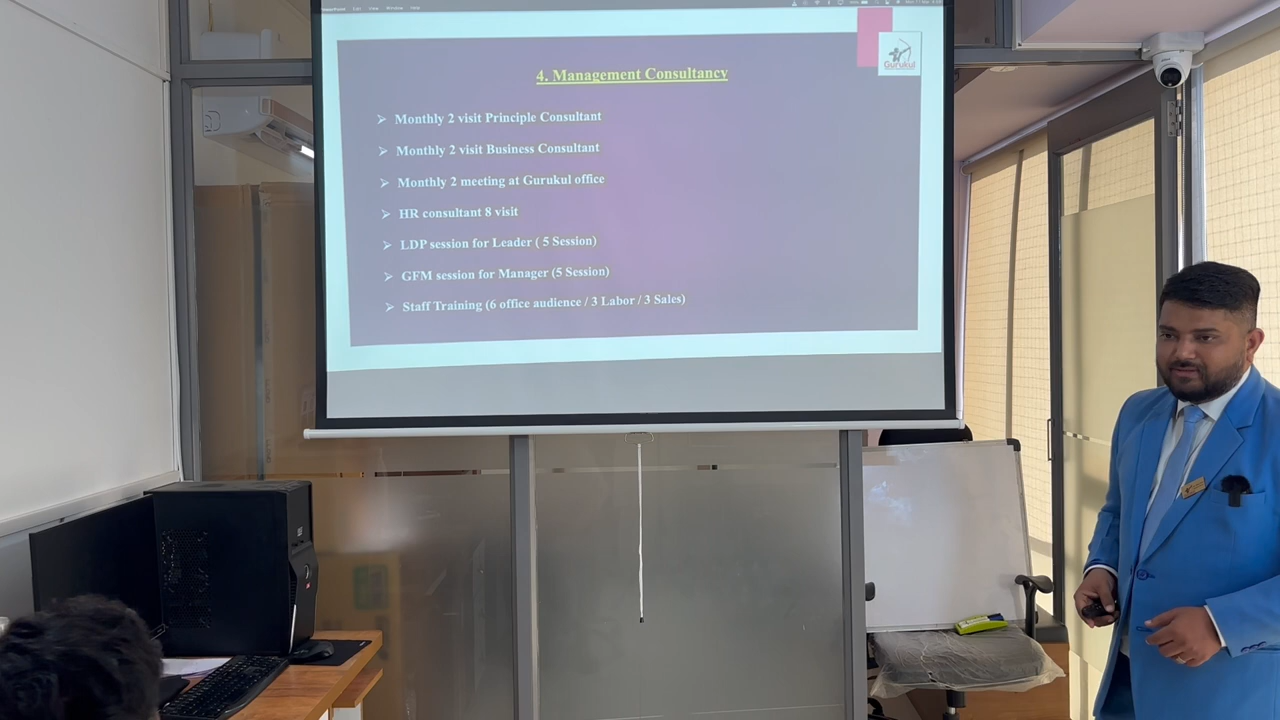 4. Management Consultancy
Gurukul
➢ Monthly 2 visit Principle Consultant
➢ Monthly 2 visit Business Consultant
➢ Monthly 2 meeting at Gurukul office
➢ HR consultant 8 visit
➢ LDP session for Leader ( 5 Session)
➢ GFM session for Manager (5 Session)
➢ Staff Training (6 office audience / 3 Labor / 3 Sales)